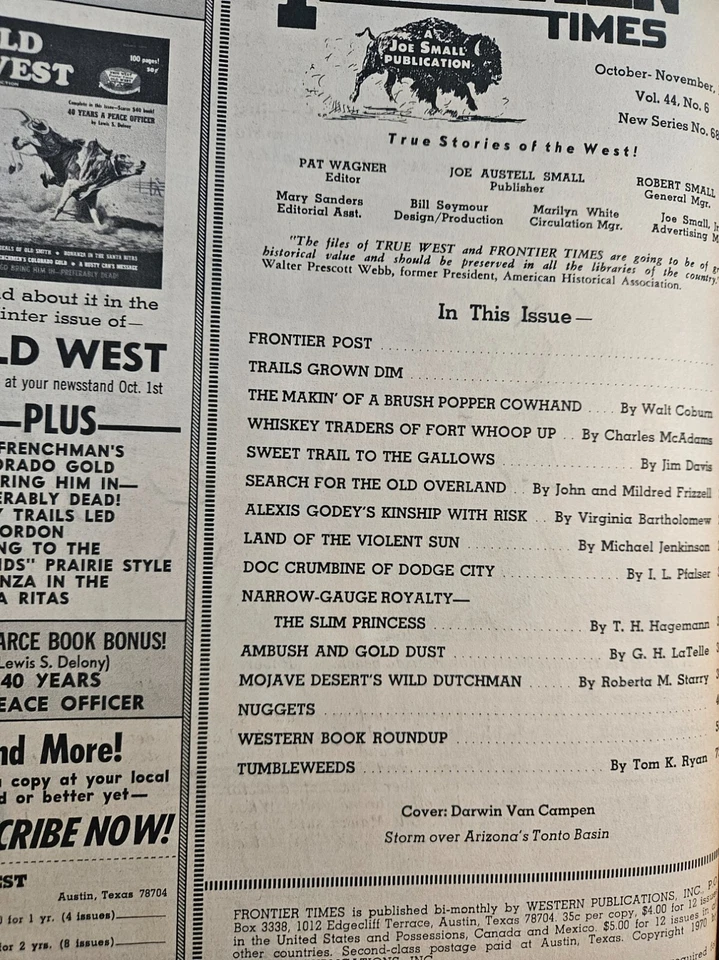 LD
WEST
100 pages!
50¢
Complete in this issue—Scarce $40 book!
40 YEARS A PEACE OFFICER
by Lewis S. Delony
d about it in the
inter issue of—
LD WEST
at your newsstand Oct. 1st
—PLUS—
FRENCHMAN'S
ORADO GOLD
RING HIM IN—
ERABLY DEAD!
Y TRAILS LED
ORDON
NG TO THE
NDS" PRAIRIE STYLE
NZA IN THE
A RITAS
ARCE BOOK BONUS!
Lewis S. Delony)
40 YEARS
EACE OFFICER
nd More!
copy at your local
d or better yet—
CRIBE NOW!
EST
Austin, Texas 78704
for 1 yr. (4 issues)
or 2 yrs. (8 issues)
TIMES
A
JOE SMALL
PUBLICATION
October-November,
Vol. 44, No. 6
New Series No. 68
True Stories of the West!
PAT WAGNER
Editor
JOE AUSTELL SMALL
Publisher
ROBERT SMALL
General Mgr.
Mary Sanders
Editorial Asst.
Bill Seymour
Design/Production
Marilyn White
Circulation Mgr.
Joe Small, Jr
Advertising M
"The files of TRUE WEST and FRONTIER TIMES are going to be of gr
historical value and should be preserved in all the libraries of the country."
Walter Prescott Webb, former President, American Historical Association.
In This Issue—
FRONTIER POST
TRAILS GROWN DIM
THE MAKIN' OF A BRUSH POPPER COWHAND .... By Walt Coburn
WHISKEY TRADERS OF FORT WHOOP UP .. By Charles McAdams
SWEET TRAIL TO THE GALLOWS .... By Jim Davis
SEARCH FOR THE OLD OVERLAND .. By John and Mildred Frizzell
ALEXIS GODEY'S KINSHIP WITH RISK .. By Virginia Bartholomew
LAND OF THE VIOLENT SUN .... By Michael Jenkinson
DOC CRUMBINE OF DODGE CITY .... By I. L. Pfalser
NARROW-GAUGE ROYALTY—
THE SLIM PRINCESS .... By T. H. Hagemann
AMBUSH AND GOLD DUST .... By G. H. LaTelle
MOJAVE DESERT'S WILD DUTCHMAN .... By Roberta M. Starry
NUGGETS
WESTERN BOOK ROUNDUP
TUMBLEWEEDS .... By Tom K. Ryan
Cover: Darwin Van Campen
Storm over Arizona's Tonto Basin
FRONTIER TIMES is published bi-monthly by WESTERN PUBLICATIONS, INC. P.O.
Box 3338, 1012 Edgecliff Terrace, Austin, Texas 78704. 35c per copy, $4.00 for 12 issues
in the United States and Possessions, Canada and Mexico. $5.00 for 12 issues in
other countries. Second-class postage paid at Austin, Texas. Copyright 1970